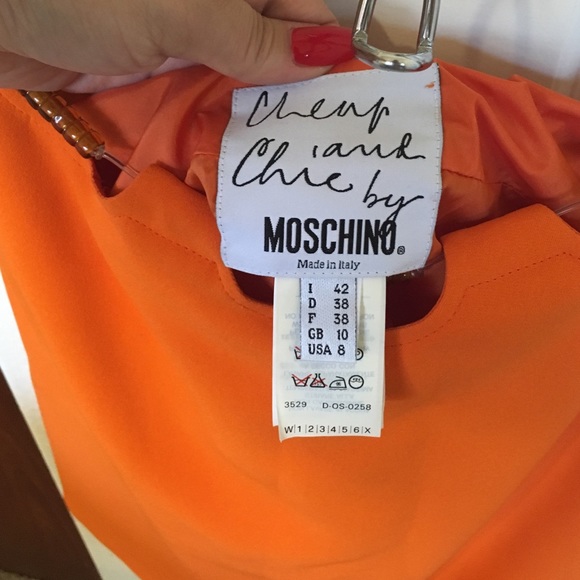 Cheap
and
Chic by
MOSCHINO®
Made in Italy
I 42
D 38
F 38
GB 10
USA 8
3529 D-OS-0258
W|1|2|3|4|5|6|X